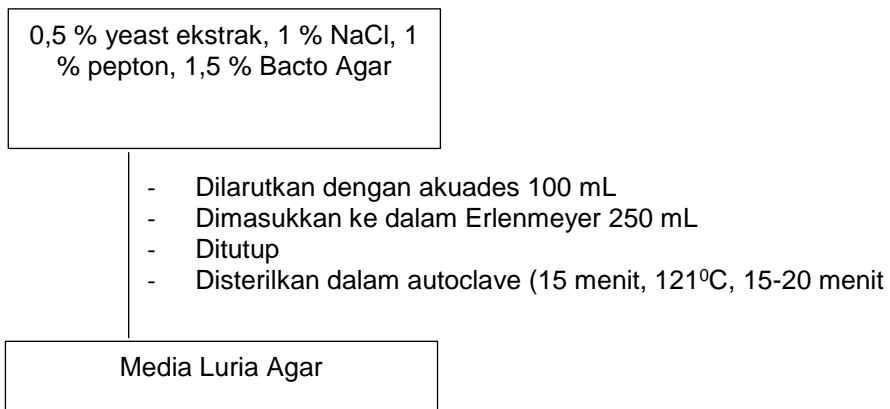 0,5 % yeast ekstrak, 1 % NaCl, 1
% pepton, 1,5 % Bacto Agar
- Dilarutkan dengan akuades 100 mL
- Dimasukkan ke dalam Erlenmeyer 250 mL
- Ditutup
- Disterilkan dalam autoclave (15 menit, 121⁰C, 15-20 menit
Media Luria Agar